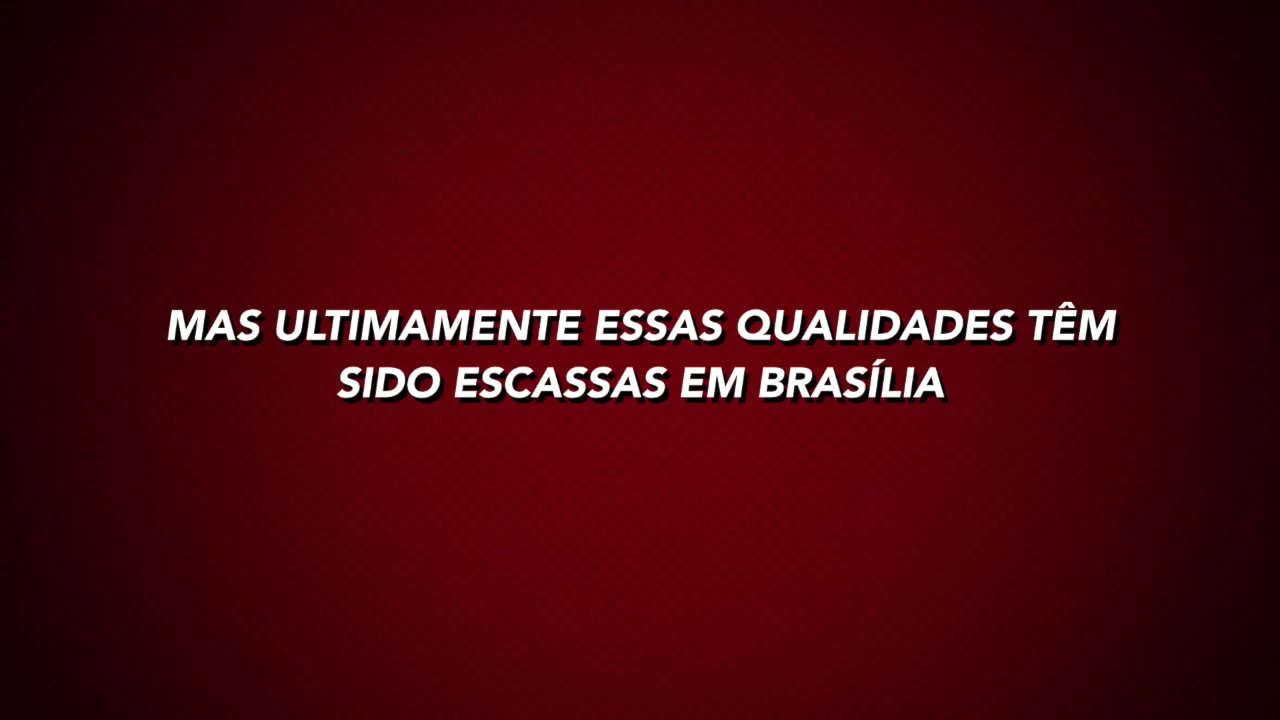 MAS ULTIMAMENTE ESSAS QUALIDADES TÊM
SIDO ESCASSAS EM BRASÍLIA